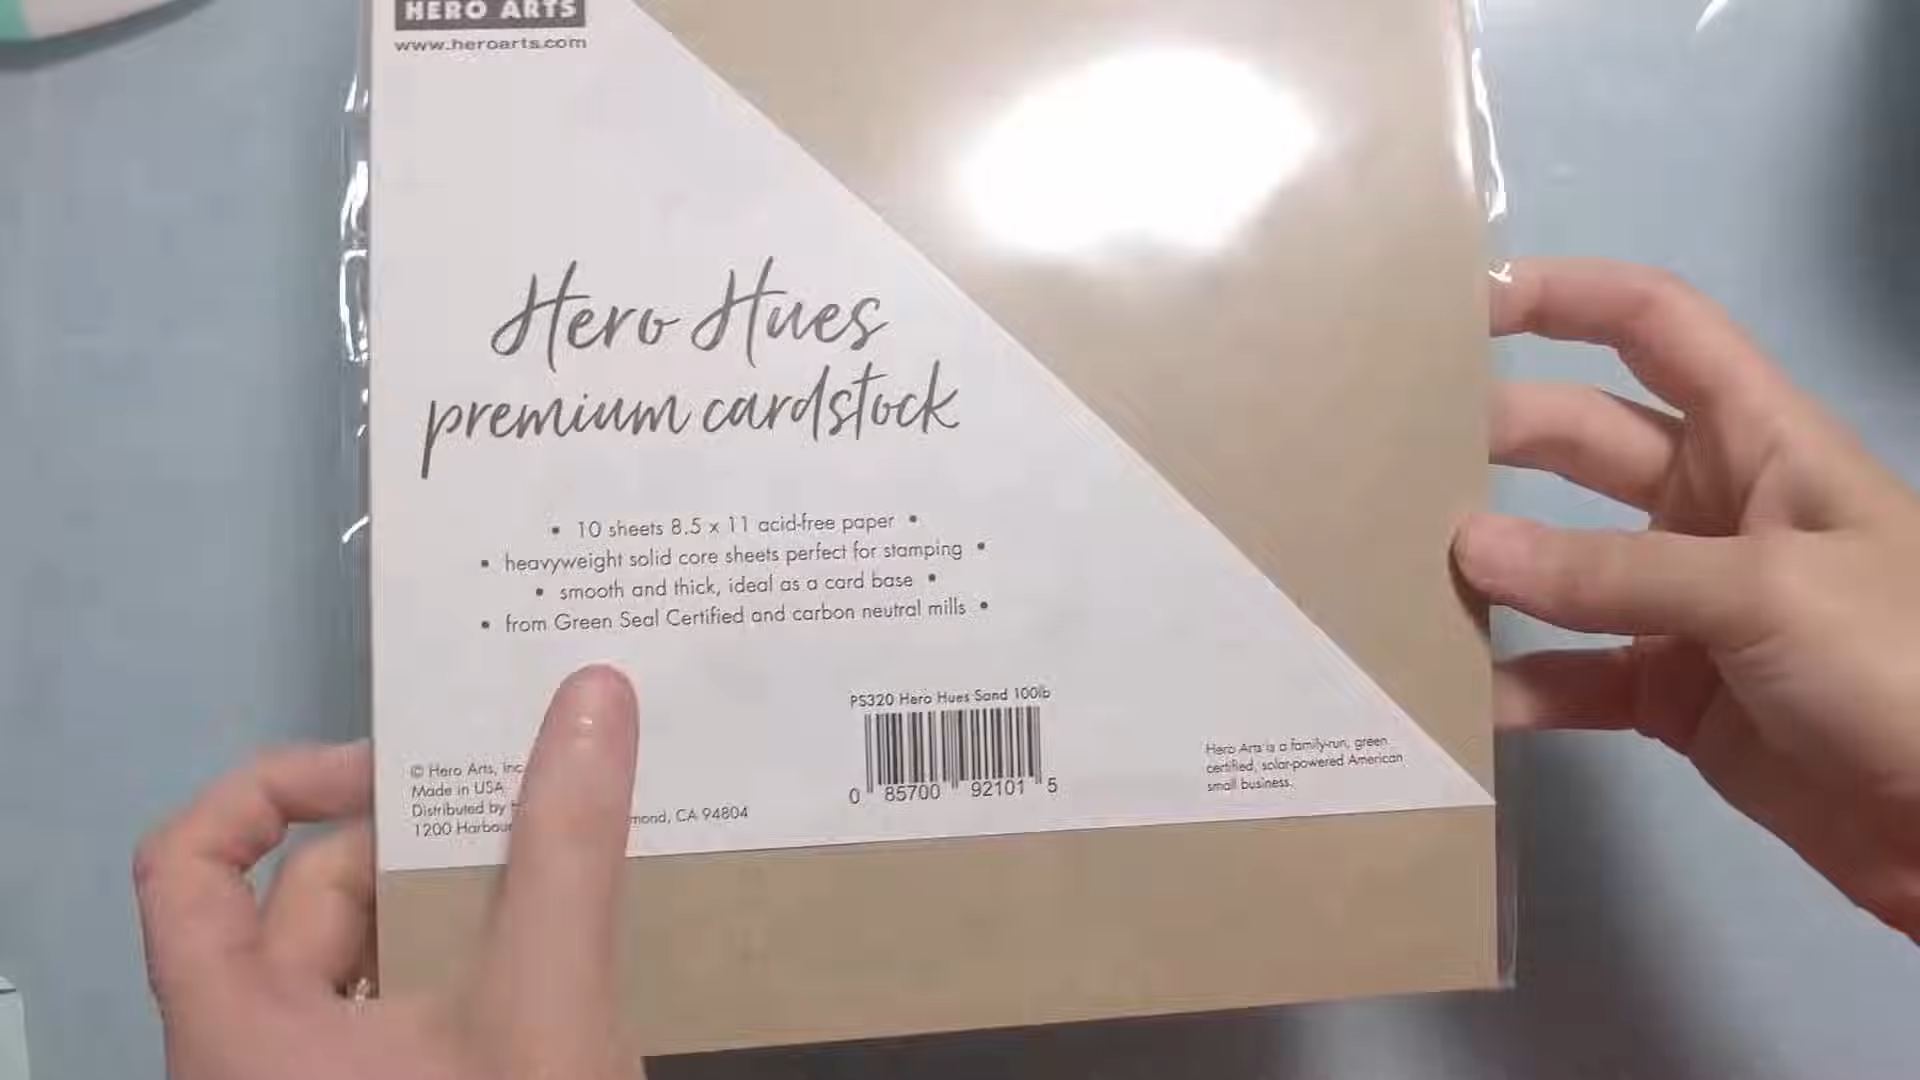 HERO ARTS
www.heroarts.com
Hero Hues
premium cardstock
• 10 sheets 8.5 x 11 acid-free paper •
• heavyweight solid core sheets perfect for stamping •
• smooth and thick, ideal as a card base •
• from Green Seal Certified and carbon neutral mills •
PS320 Hero Hues Sand 100lb
0 85700 92101 5
© Hero Arts, Inc
Made in USA
Distributed by
1200 Harbour mond, CA 94804
Hero Arts is a family-run, green
certified, solar-powered American
small business.